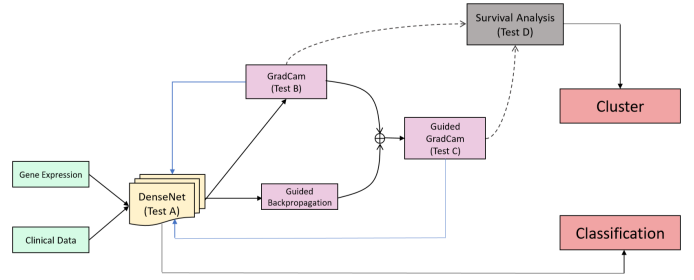 Survival Analysis
(Test D)
GradCam
(Test B)
Cluster
Guided
GradCam
(Test C)
Gene Expression
DenseNet
(Test A)
Guided
Backpropagation
Clinical Data
Classification